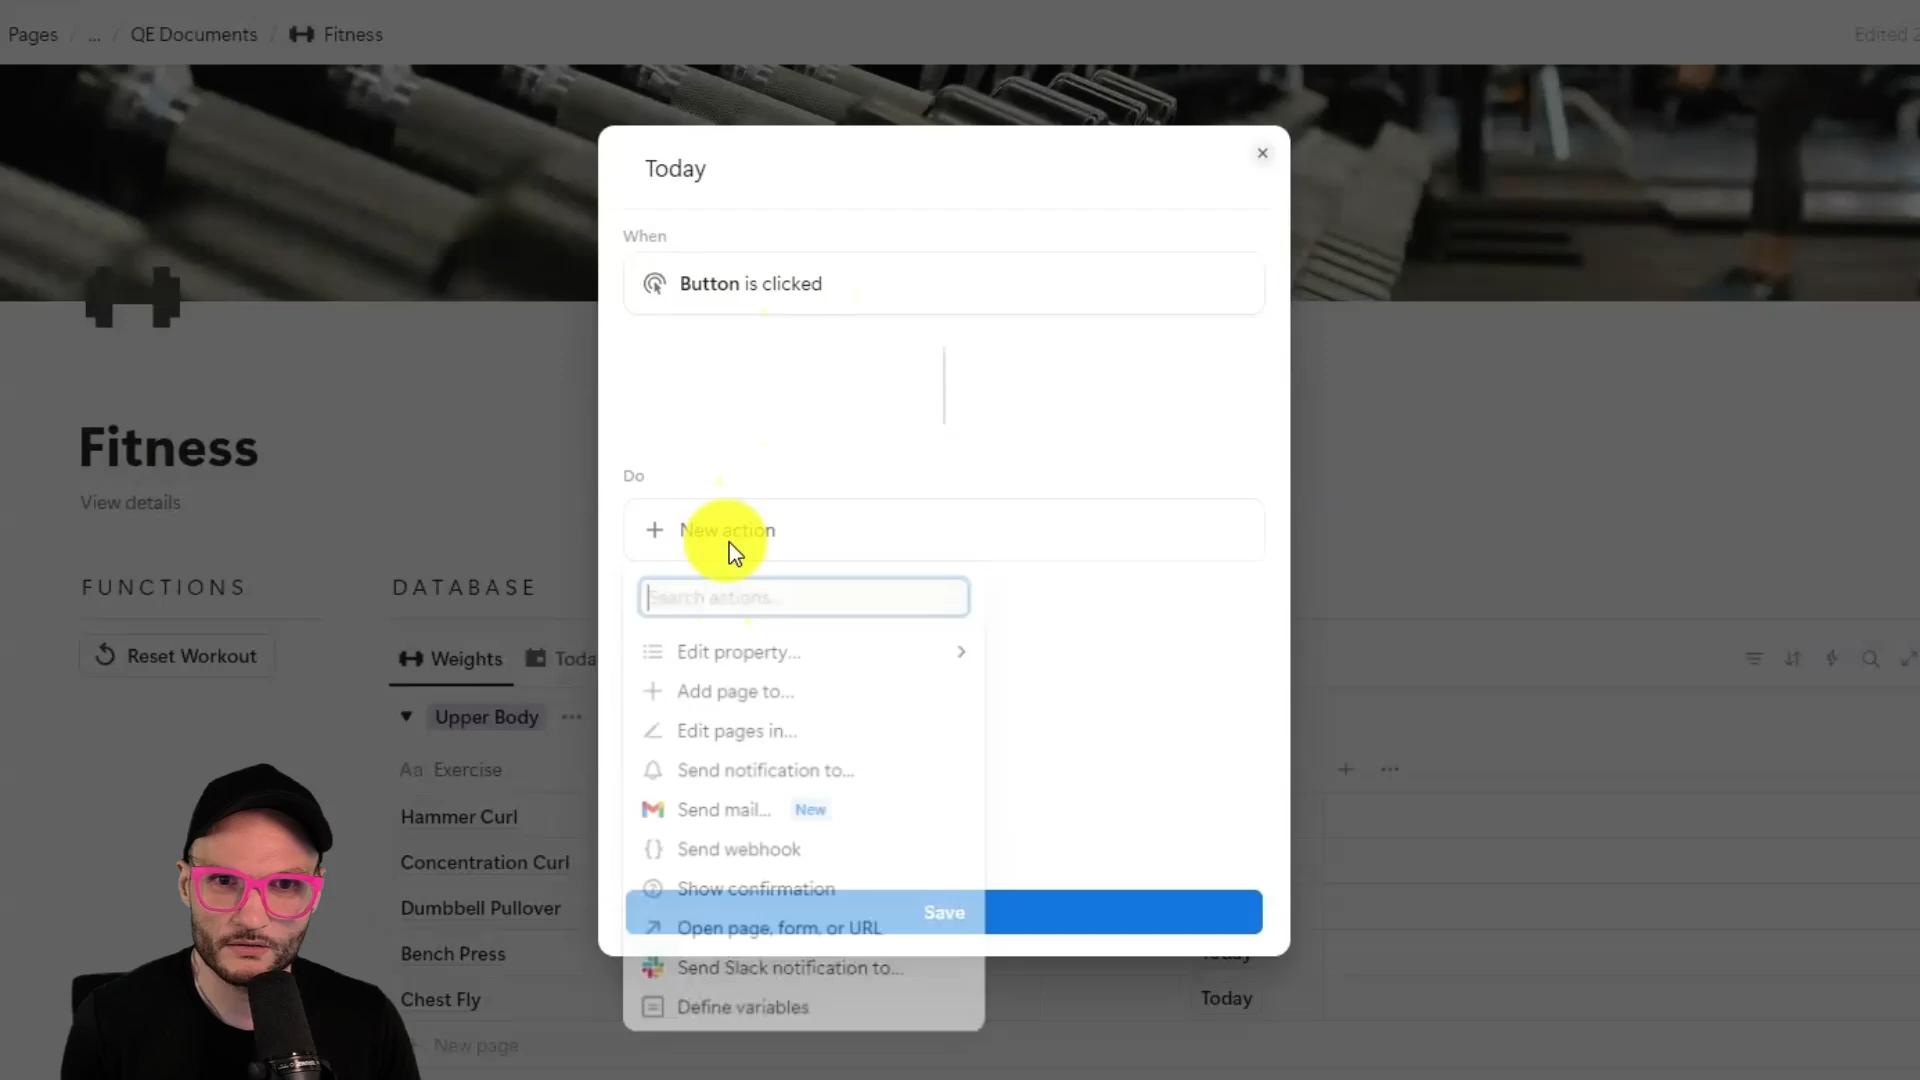 Pages / ... / QE Documents / Fitness
Edited 2
Today
When
Button is clicked
Do
New action
Search actions...
Edit property...
Add page to...
Edit pages in...
Send notification to...
Send mail... New
Send webhook
Show confirmation
Save
Open page, form, or URL
Send Slack notification to...
Define variables
Fitness
View details
FUNCTIONS
Reset Workout
DATABASE
Weights
Toda
Upper Body
Aa Exercise
Hammer Curl
Concentration Curl
Dumbbell Pullover
Bench Press
Today
Chest Fly
Today
New page